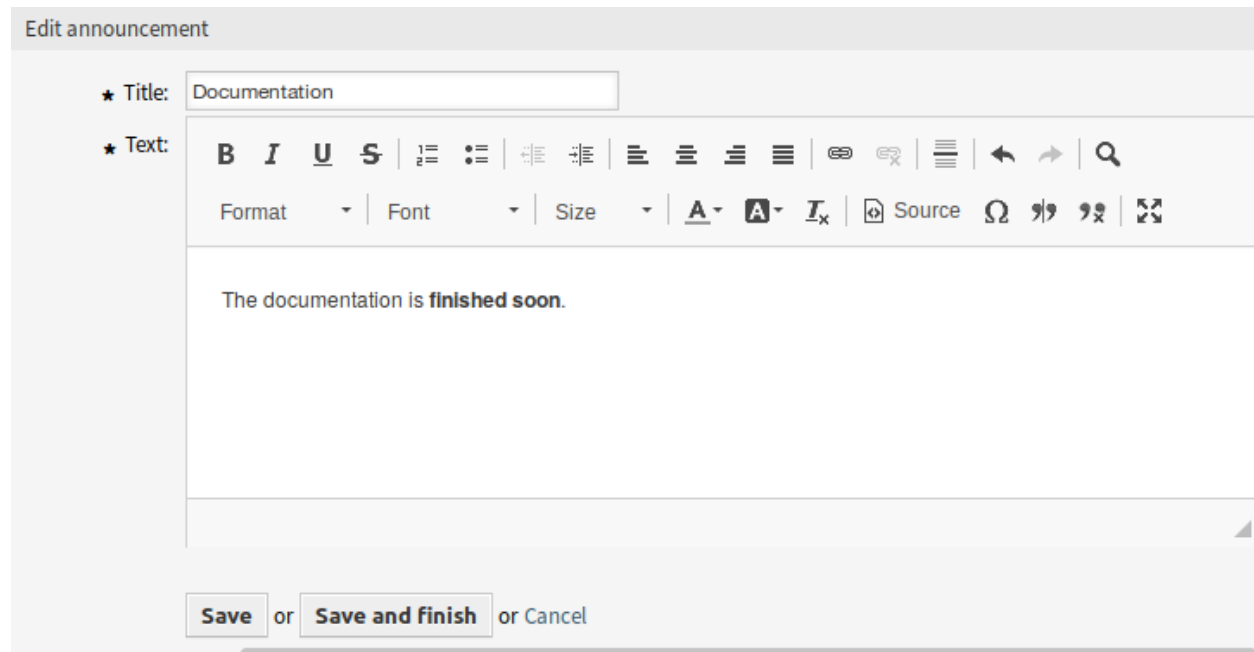 Edit announcement
★ Title: Documentation
★ Text:
B I U S
Format Font Size A A Ix Source Ω
The documentation is finished soon.
Save or Save and finish or Cancel